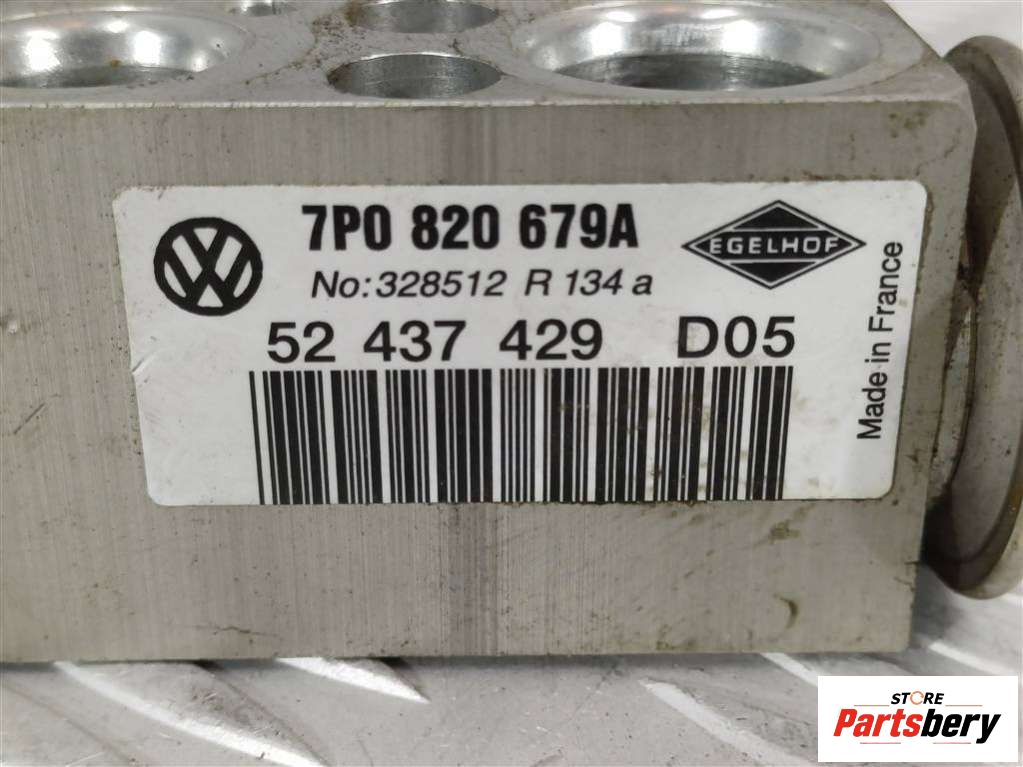 7P0 820 679A
EGELHOF
No:328512 R 134 a
52 437 429 D05
Made in France
STORE
Partsbery